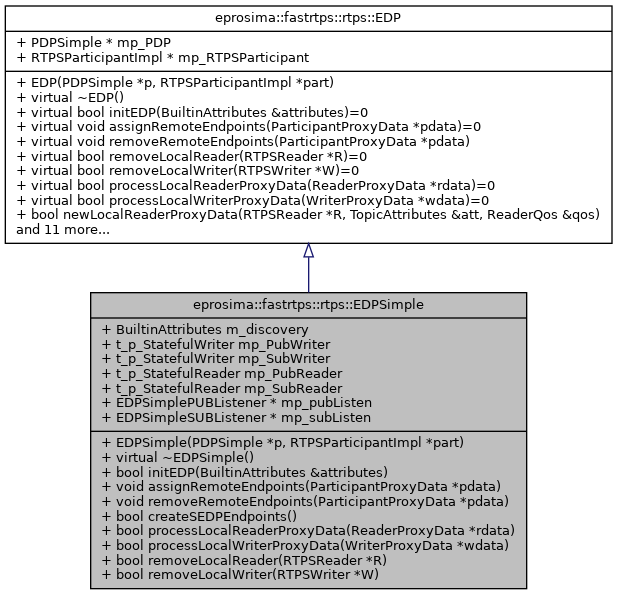 eprosima::fastrtps::rtps::EDP
+ PDPSimple * mp_PDP
+ RTPSParticipantImpl * mp_RTPSParticipant
+ EDP(PDPSimple *p, RTPSParticipantImpl *part)
+ virtual ~EDP()
+ virtual bool initEDP(BuiltinAttributes &attributes)=0
+ virtual void assignRemoteEndpoints(ParticipantProxyData *pdata)=0
+ virtual void removeRemoteEndpoints(ParticipantProxyData *pdata)
+ virtual bool removeLocalReader(RTPSReader *R)=0
+ virtual bool removeLocalWriter(RTPSWriter *W)=0
+ virtual bool processLocalReaderProxyData(ReaderProxyData *rdata)=0
+ virtual bool processLocalWriterProxyData(WriterProxyData *wdata)=0
+ bool newLocalReaderProxyData(RTPSReader *R, TopicAttributes &att, ReaderQos &qos)
and 11 more...
eprosima::fastrtps::rtps::EDPSimple
+ BuiltinAttributes m_discovery
+ t_p_StatefulWriter mp_PubWriter
+ t_p_StatefulWriter mp_SubWriter
+ t_p_StatefulReader mp_PubReader
+ t_p_StatefulReader mp_SubReader
+ EDPSimplePUBListener * mp_pubListen
+ EDPSimpleSUBListener * mp_subListen
+ EDPSimple(PDPSimple *p, RTPSParticipantImpl *part)
+ virtual ~EDPSimple()
+ bool initEDP(BuiltinAttributes &attributes)
+ void assignRemoteEndpoints(ParticipantProxyData *pdata)
+ void removeRemoteEndpoints(ParticipantProxyData *pdata)
+ bool createSEDPEndpoints()
+ bool processLocalReaderProxyData(ReaderProxyData *rdata)
+ bool processLocalWriterProxyData(WriterProxyData *wdata)
+ bool removeLocalReader(RTPSReader *R)
+ bool removeLocalWriter(RTPSWriter *W)